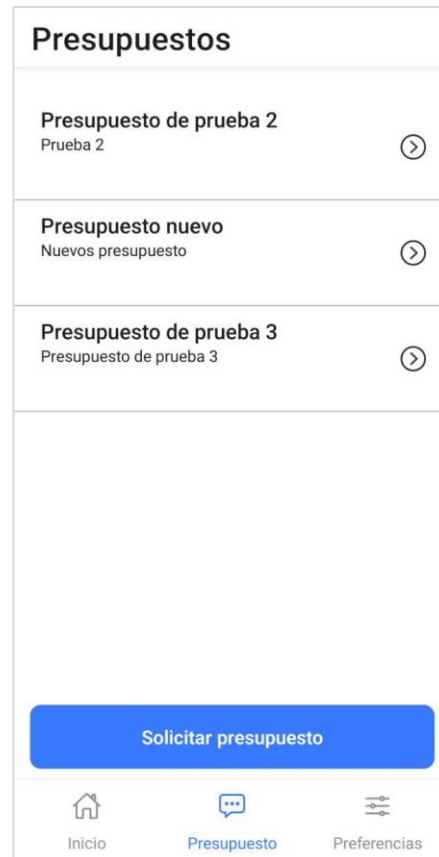 Presupuestos
Presupuesto de prueba 2
Prueba 2
Presupuesto nuevo
Nuevos presupuesto
Presupuesto de prueba 3
Presupuesto de prueba 3
Solicitar presupuesto
Inicio
Presupuesto
Preferencias